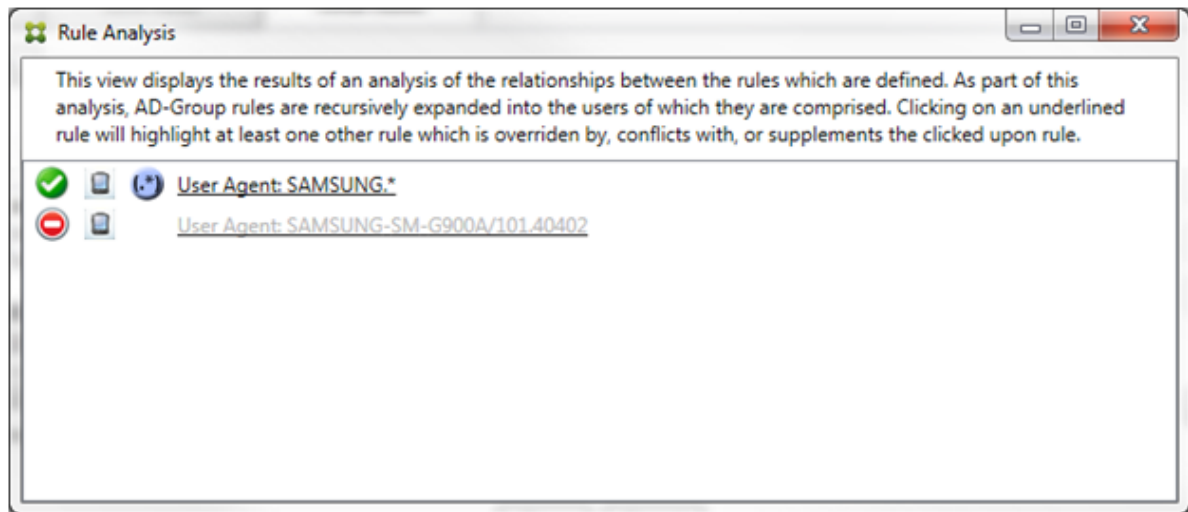 Rule Analysis
This view displays the results of an analysis of the relationships between the rules which are defined. As part of this
analysis, AD-Group rules are recursively expanded into the users of which they are comprised. Clicking on an underlined
rule will highlight at least one other rule which is overriden by, conflicts with, or supplements the clicked upon rule.
(.*) User Agent: SAMSUNG.*
User Agent: SAMSUNG-SM-G900A/101.40402